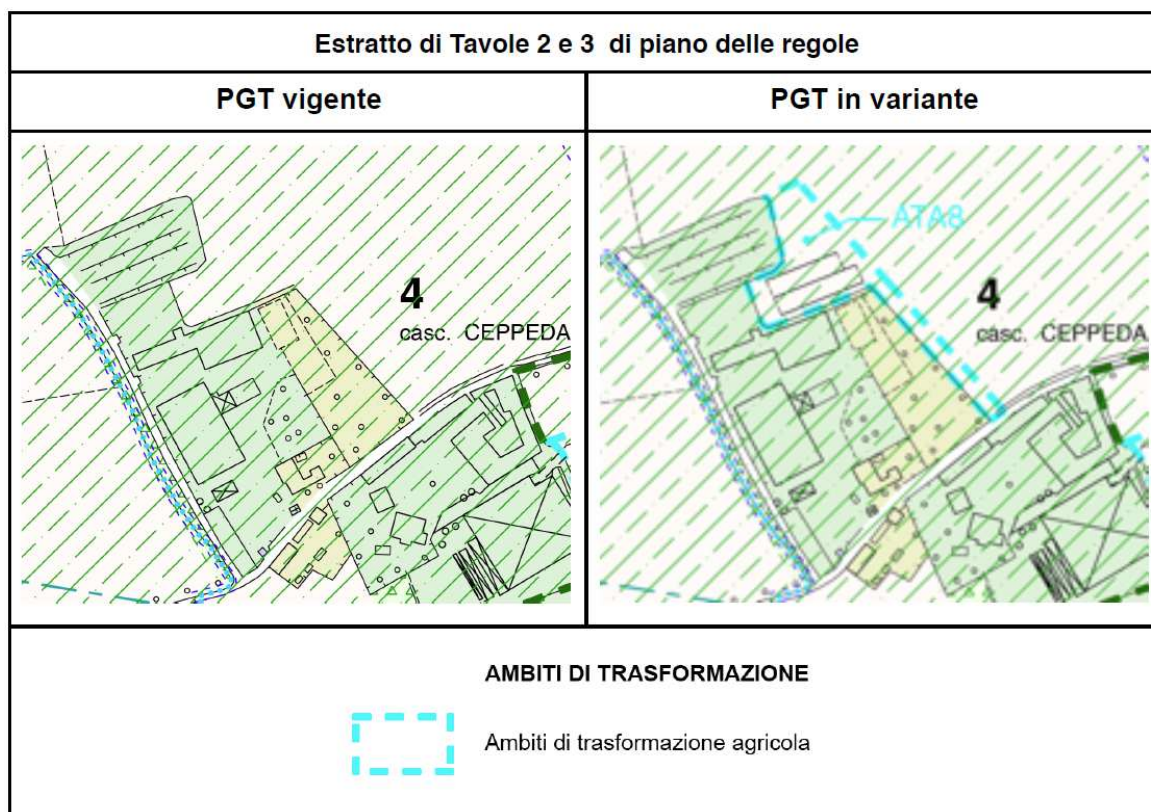 Estratto di Tavole 2 e 3 di piano delle regole
PGT vigente
PGT in variante
4
casc. CEPPEDA
ATA8
4
casc. CEPPEDA
AMBITI DI TRASFORMAZIONE
Ambiti di trasformazione agricola